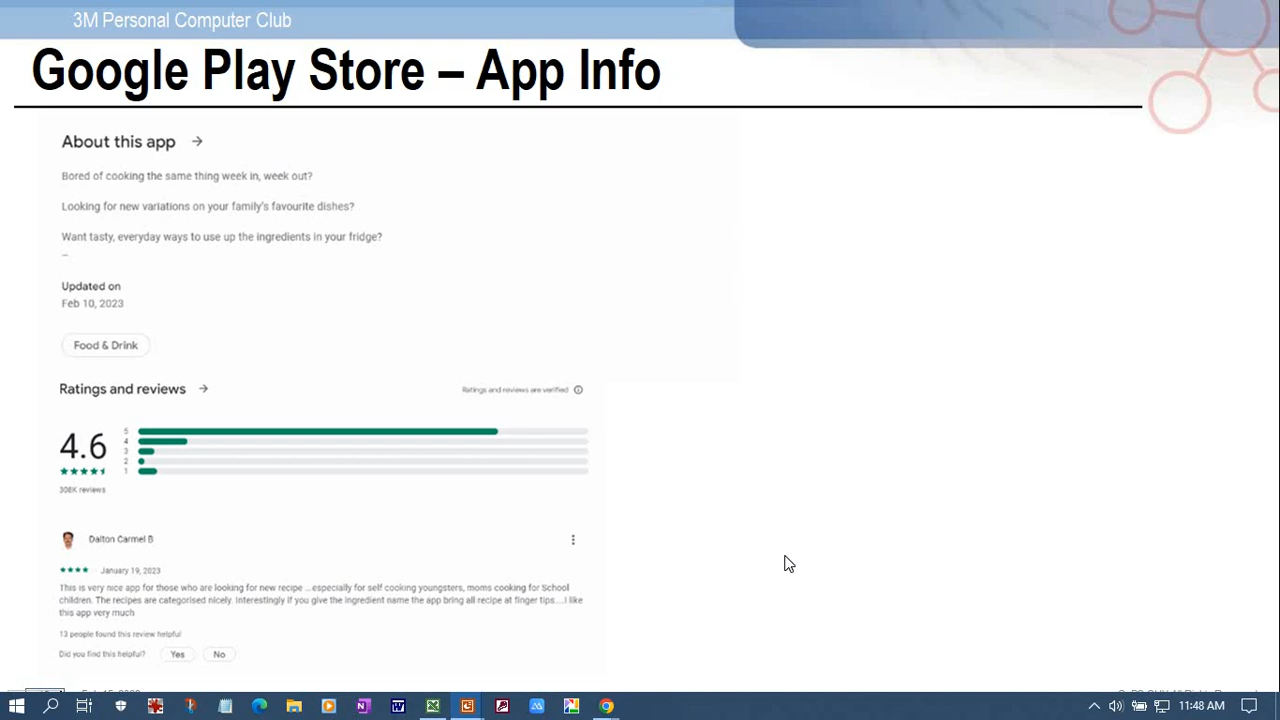 3M Personal Computer Club
Google Play Store – App Info
About this app →
Bored of cooking the same thing week in, week out?
Looking for new variations on your family's favourite dishes?
Want tasty, everyday ways to use up the ingredients in your fridge?
–
Updated on
Feb 10, 2023
Food & Drink
Ratings and reviews →
Ratings and reviews are verified
4.6
5
4
3
2
1
308K reviews
Dalton Carmel B
January 19, 2023
This is very nice app for those who are looking for new recipe ...especially for self cooking youngsters, moms cooking for School
children. The recipes are categorised nicely. Interestingly if you give the ingredient name the app bring all recipe at finger tips....I like
this app very much
13 people found this review helpful
Did you find this helpful? Yes No
11:48 AM